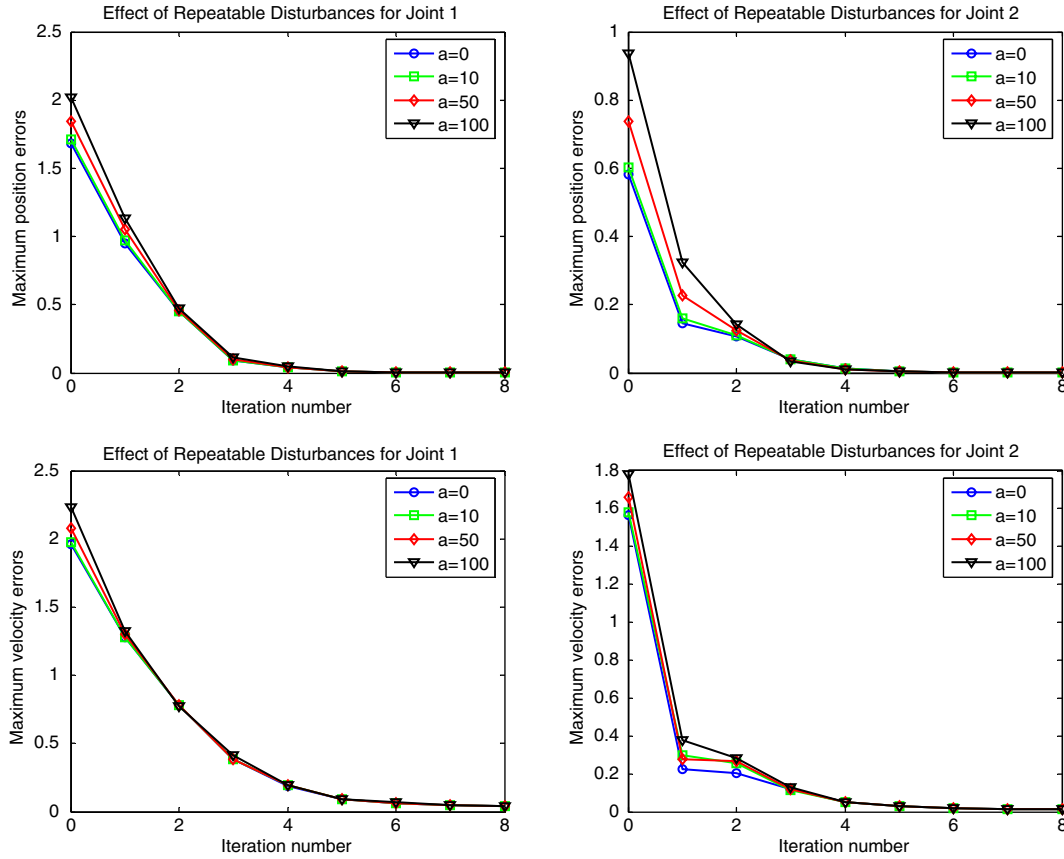 Effect of Repeatable Disturbances for Joint 1
2.5
2
1.5
1
0.5
0
0
2
4
6
8
Maximum position errors
Iteration number
a=0
a=10
a=50
a=100
Effect of Repeatable Disturbances for Joint 2
1
0.8
0.6
0.4
0.2
0
0
2
4
6
8
Maximum position errors
Iteration number
a=0
a=10
a=50
a=100
Effect of Repeatable Disturbances for Joint 1
2.5
2
1.5
1
0.5
0
0
2
4
6
8
Maximum velocity errors
Iteration number
a=0
a=10
a=50
a=100
Effect of Repeatable Disturbances for Joint 2
1.8
1.6
1.4
1.2
1
0.8
0.6
0.4
0.2
0
0
2
4
6
8
Maximum velocity errors
Iteration number
a=0
a=10
a=50
a=100